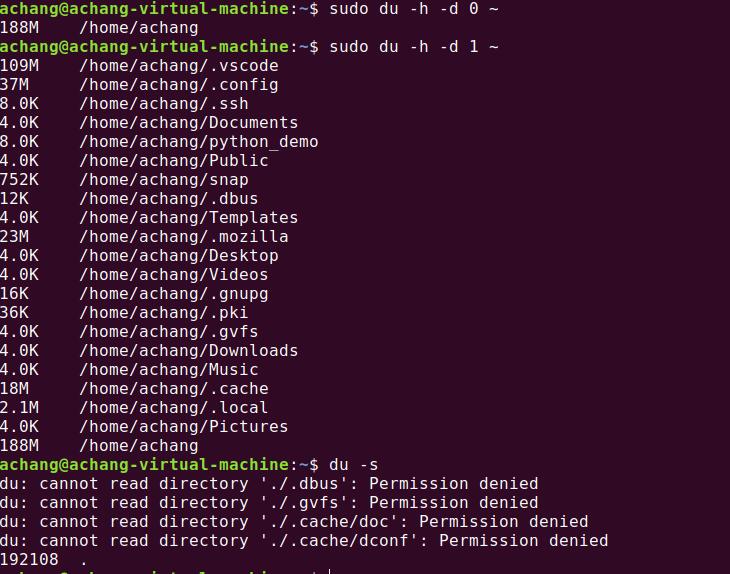 achang@achang-virtual-machine:~$ sudo du -h -d 0 ~
188M    /home/achang
achang@achang-virtual-machine:~$ sudo du -h -d 1 ~
109M    /home/achang/.vscode
37M     /home/achang/.config
8.0K    /home/achang/.ssh
4.0K    /home/achang/Documents
8.0K    /home/achang/python_demo
4.0K    /home/achang/Public
752K    /home/achang/snap
12K     /home/achang/.dbus
4.0K    /home/achang/Templates
23M     /home/achang/.mozilla
4.0K    /home/achang/Desktop
4.0K    /home/achang/Videos
16K     /home/achang/.gnupg
36K     /home/achang/.pki
4.0K    /home/achang/.gvfs
4.0K    /home/achang/Downloads
4.0K    /home/achang/Music
18M     /home/achang/.cache
2.1M    /home/achang/.local
4.0K    /home/achang/Pictures
188M    /home/achang
achang@achang-virtual-machine:~$ du -s
du: cannot read directory './.dbus': Permission denied
du: cannot read directory './.gvfs': Permission denied
du: cannot read directory './.cache/doc': Permission denied
du: cannot read directory './.cache/dconf': Permission denied
192108  .
achang@achang-virtual-machine:~$